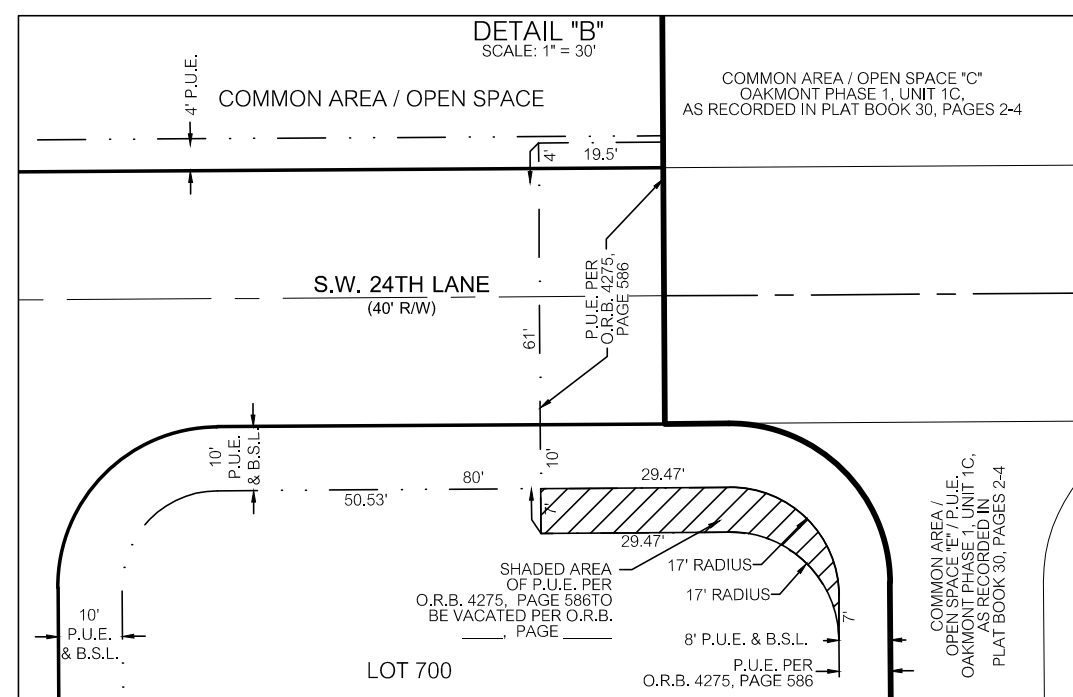 DETAIL "B"
SCALE: 1" = 30'
4' P.U.E.
COMMON AREA / OPEN SPACE
COMMON AREA / OPEN SPACE "C"
OAKMONT PHASE 1, UNIT 1C,
AS RECORDED IN PLAT BOOK 30, PAGES 2-4
4'
19.5'
S.W. 24TH LANE
(40' R/W)
P.U.E. PER
O.R.B. 4275,
PAGE 586
61'
10'
P.U.E.
& B.S.L.
10'
80'
50.53'
29.47'
7'
29.47'
SHADED AREA
OF P.U.E. PER
O.R.B. 4275, PAGE 586TO
BE VACATED PER O.R.B.
____, PAGE _____
17' RADIUS
17' RADIUS
7'
10'
P.U.E.
& B.S.L.
LOT 700
8' P.U.E. & B.S.L.
P.U.E. PER
O.R.B. 4275, PAGE 586
COMMON AREA /
OPEN SPACE "E" / P.U.E.
OAKMONT PHASE 1, UNIT 1C,
AS RECORDED IN
PLAT BOOK 30, PAGES 2-4